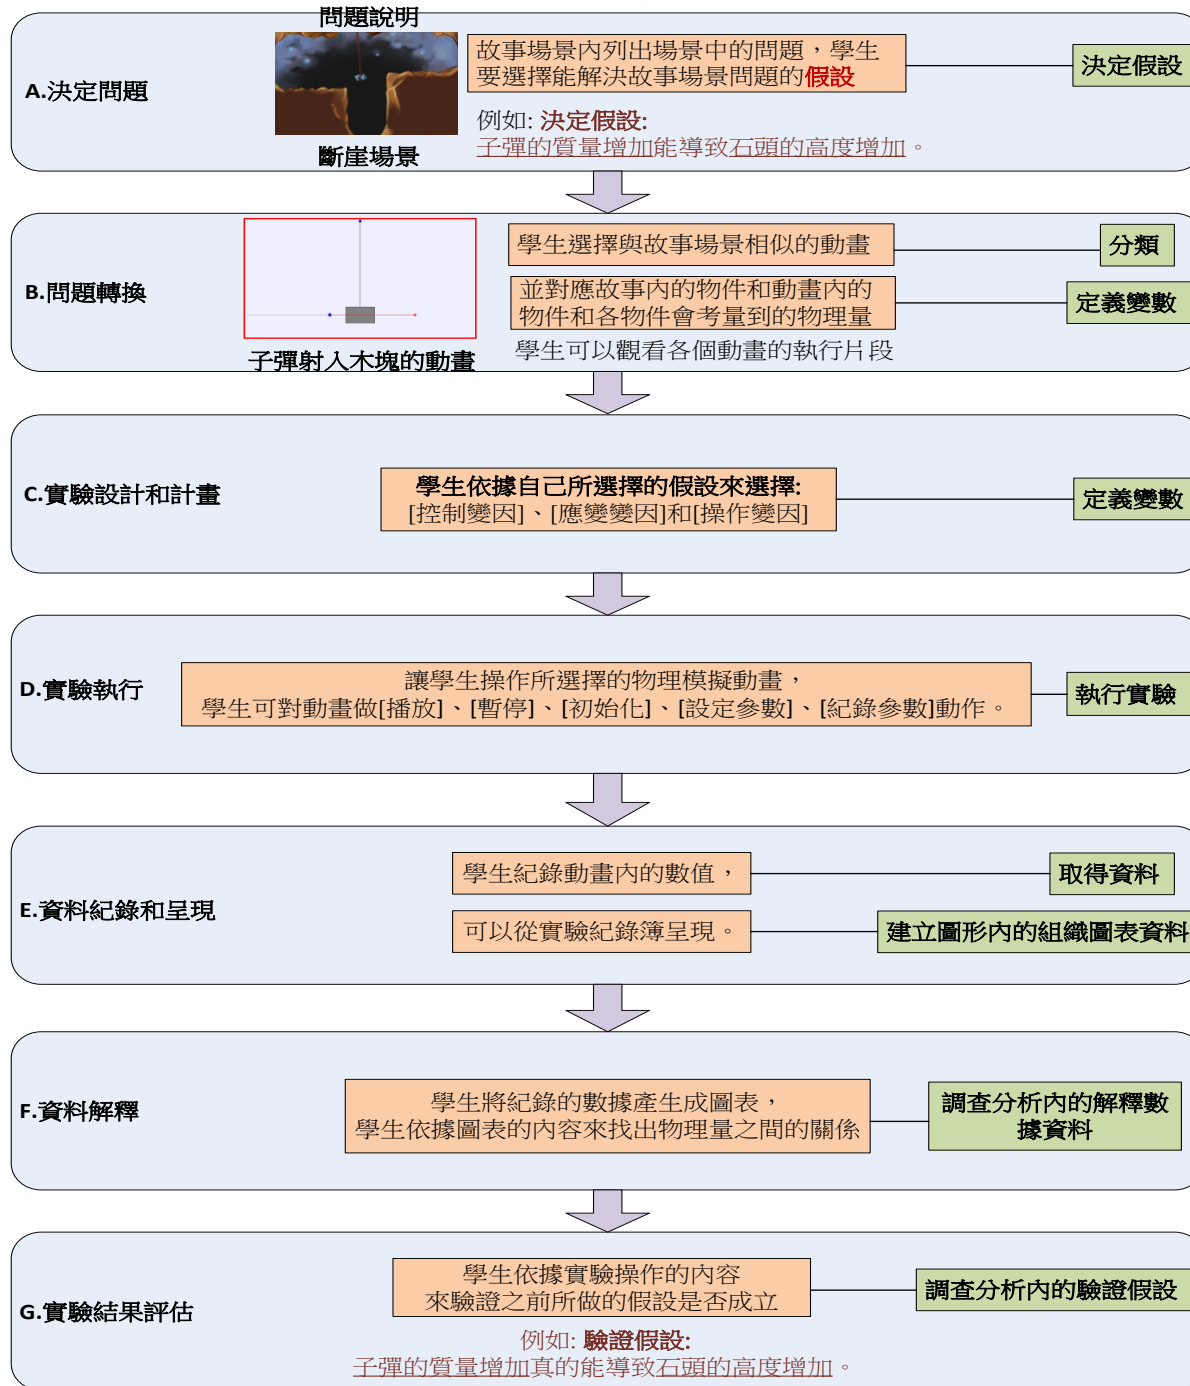 問題說明
A.決定問題
斷崖場景
故事場景內列出場景中的問題，學生
要選擇能解決故事場景問題的假設
決定假設
例如: 決定假設:
子彈的質量增加能導致石頭的高度增加。
B.問題轉換
子彈射入木塊的動畫
學生選擇與故事場景相似的動畫
分類
並對應故事內的物件和動畫內的
物件和各物件會考量到的物理量
定義變數
學生可以觀看各個動畫的執行片段
C.實驗設計和計畫
學生依據自己所選擇的假設來選擇:
[控制變因]、[應變變因]和[操作變因]
定義變數
D.實驗執行
讓學生操作所選擇的物理模擬動畫，
學生可對動畫做[播放]、[暫停]、[初始化]、[設定參數]、[紀錄參數]動作。
執行實驗
E.資料紀錄和呈現
學生紀錄動畫內的數值，
取得資料
可以從實驗紀錄簿呈現。
建立圖形內的組織圖表資料
F.資料解釋
學生將紀錄的數據產生成圖表，
學生依據圖表的內容來找出物理量之間的關係
調查分析內的解釋數
據資料
G.實驗結果評估
學生依據實驗操作的內容
來驗證之前所做的假設是否成立
調查分析內的驗證假設
例如: 驗證假設:
子彈的質量增加真的能導致石頭的高度增加。